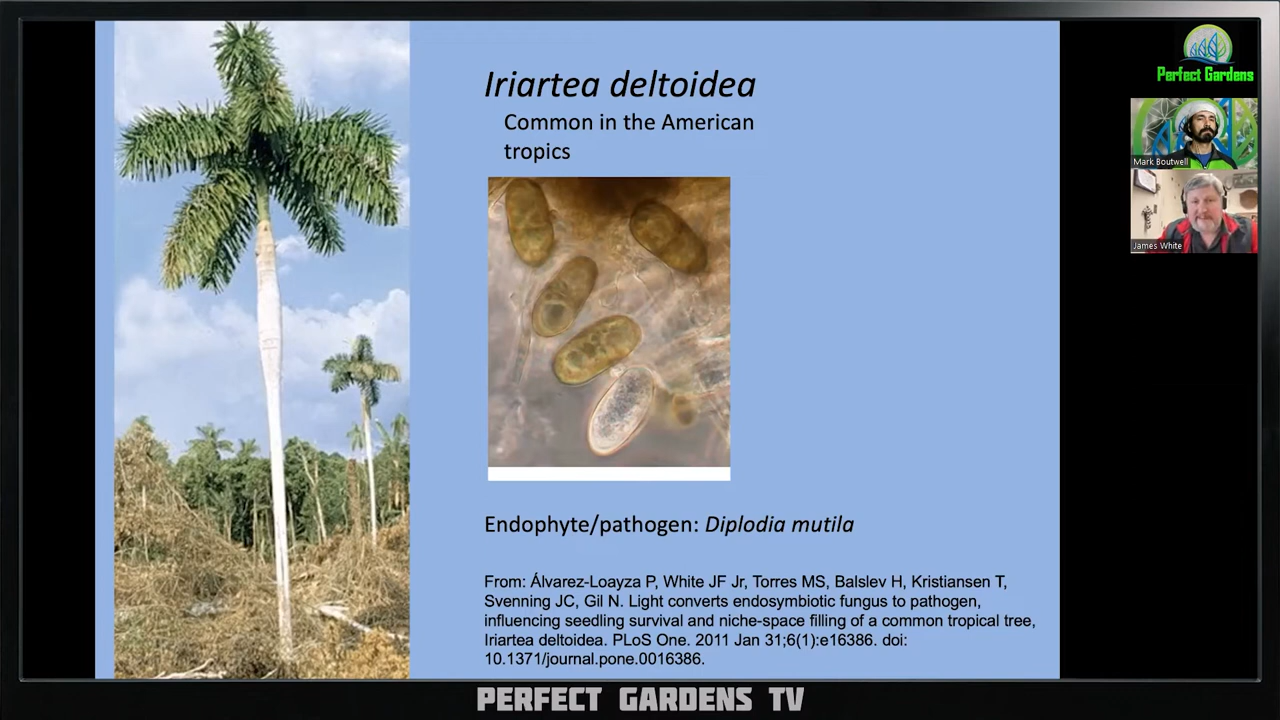 Iriartea deltoidea
Common in the American
tropics
Endophyte/pathogen: Diplodia mutila
From: Álvarez-Loayza P, White JF Jr, Torres MS, Balslev H, Kristiansen T,
Svenning JC, Gil N. Light converts endosymbiotic fungus to pathogen,
influencing seedling survival and niche-space filling of a common tropical tree,
Iriartea deltoidea. PLoS One. 2011 Jan 31;6(1):e16386. doi:
10.1371/journal.pone.0016386.
Perfect Gardens
Mark Boutwell
James White
PERFECT GARDENS TV